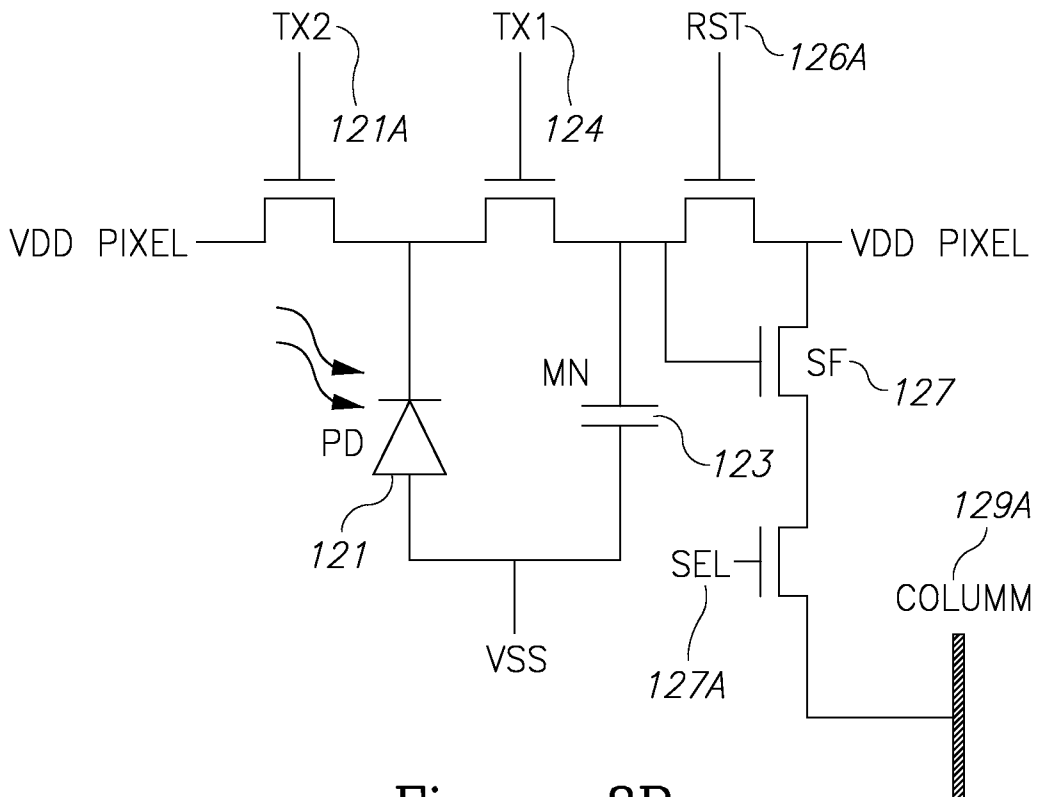 TX2
TX1
RST
126A
121A
124
VDD PIXEL
VDD PIXEL
MN
SF
127
PD
123
121
SEL
129A
COLUMM
VSS
127A